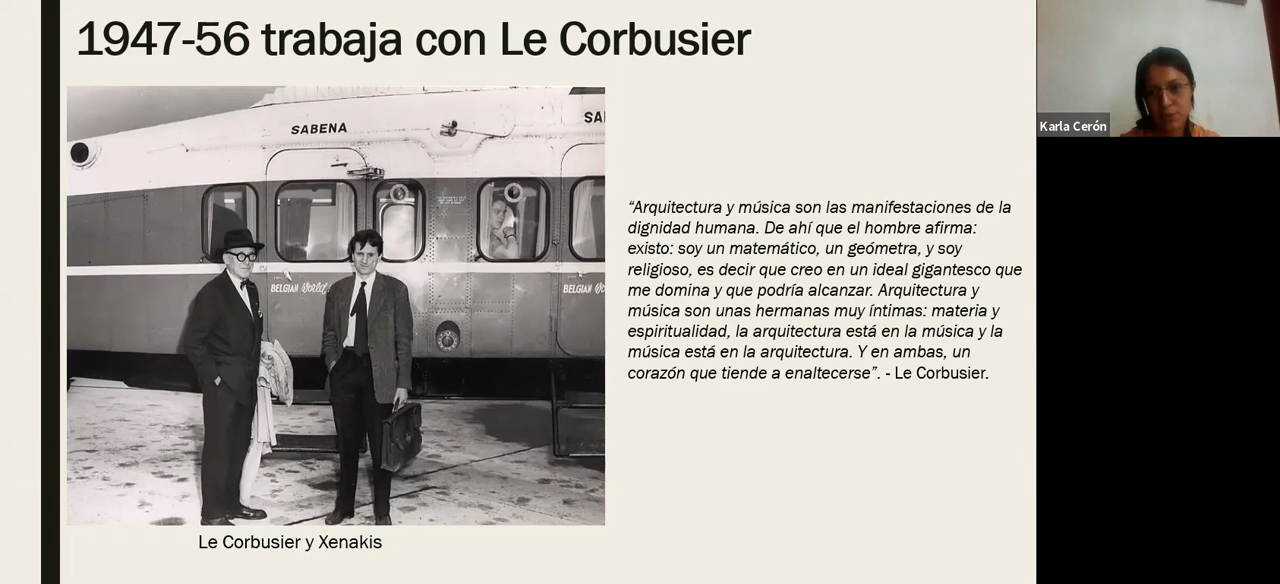 1947-56 trabaja con Le Corbusier
Karla Cerón
SABENA
SA
BELGIAN World
BELGIAN
“Arquitectura y música son las manifestaciones de la
dignidad humana. De ahí que el hombre afirma:
existo: soy un matemático, un geómetra, y soy
religioso, es decir que creo en un ideal gigantesco que
me domina y que podría alcanzar. Arquitectura y
música son unas hermanas muy íntimas: materia y
espiritualidad, la arquitectura está en la música y la
música está en la arquitectura. Y en ambas, un
corazón que tiende a enaltecerse”. - Le Corbusier.
Le Corbusier y Xenakis